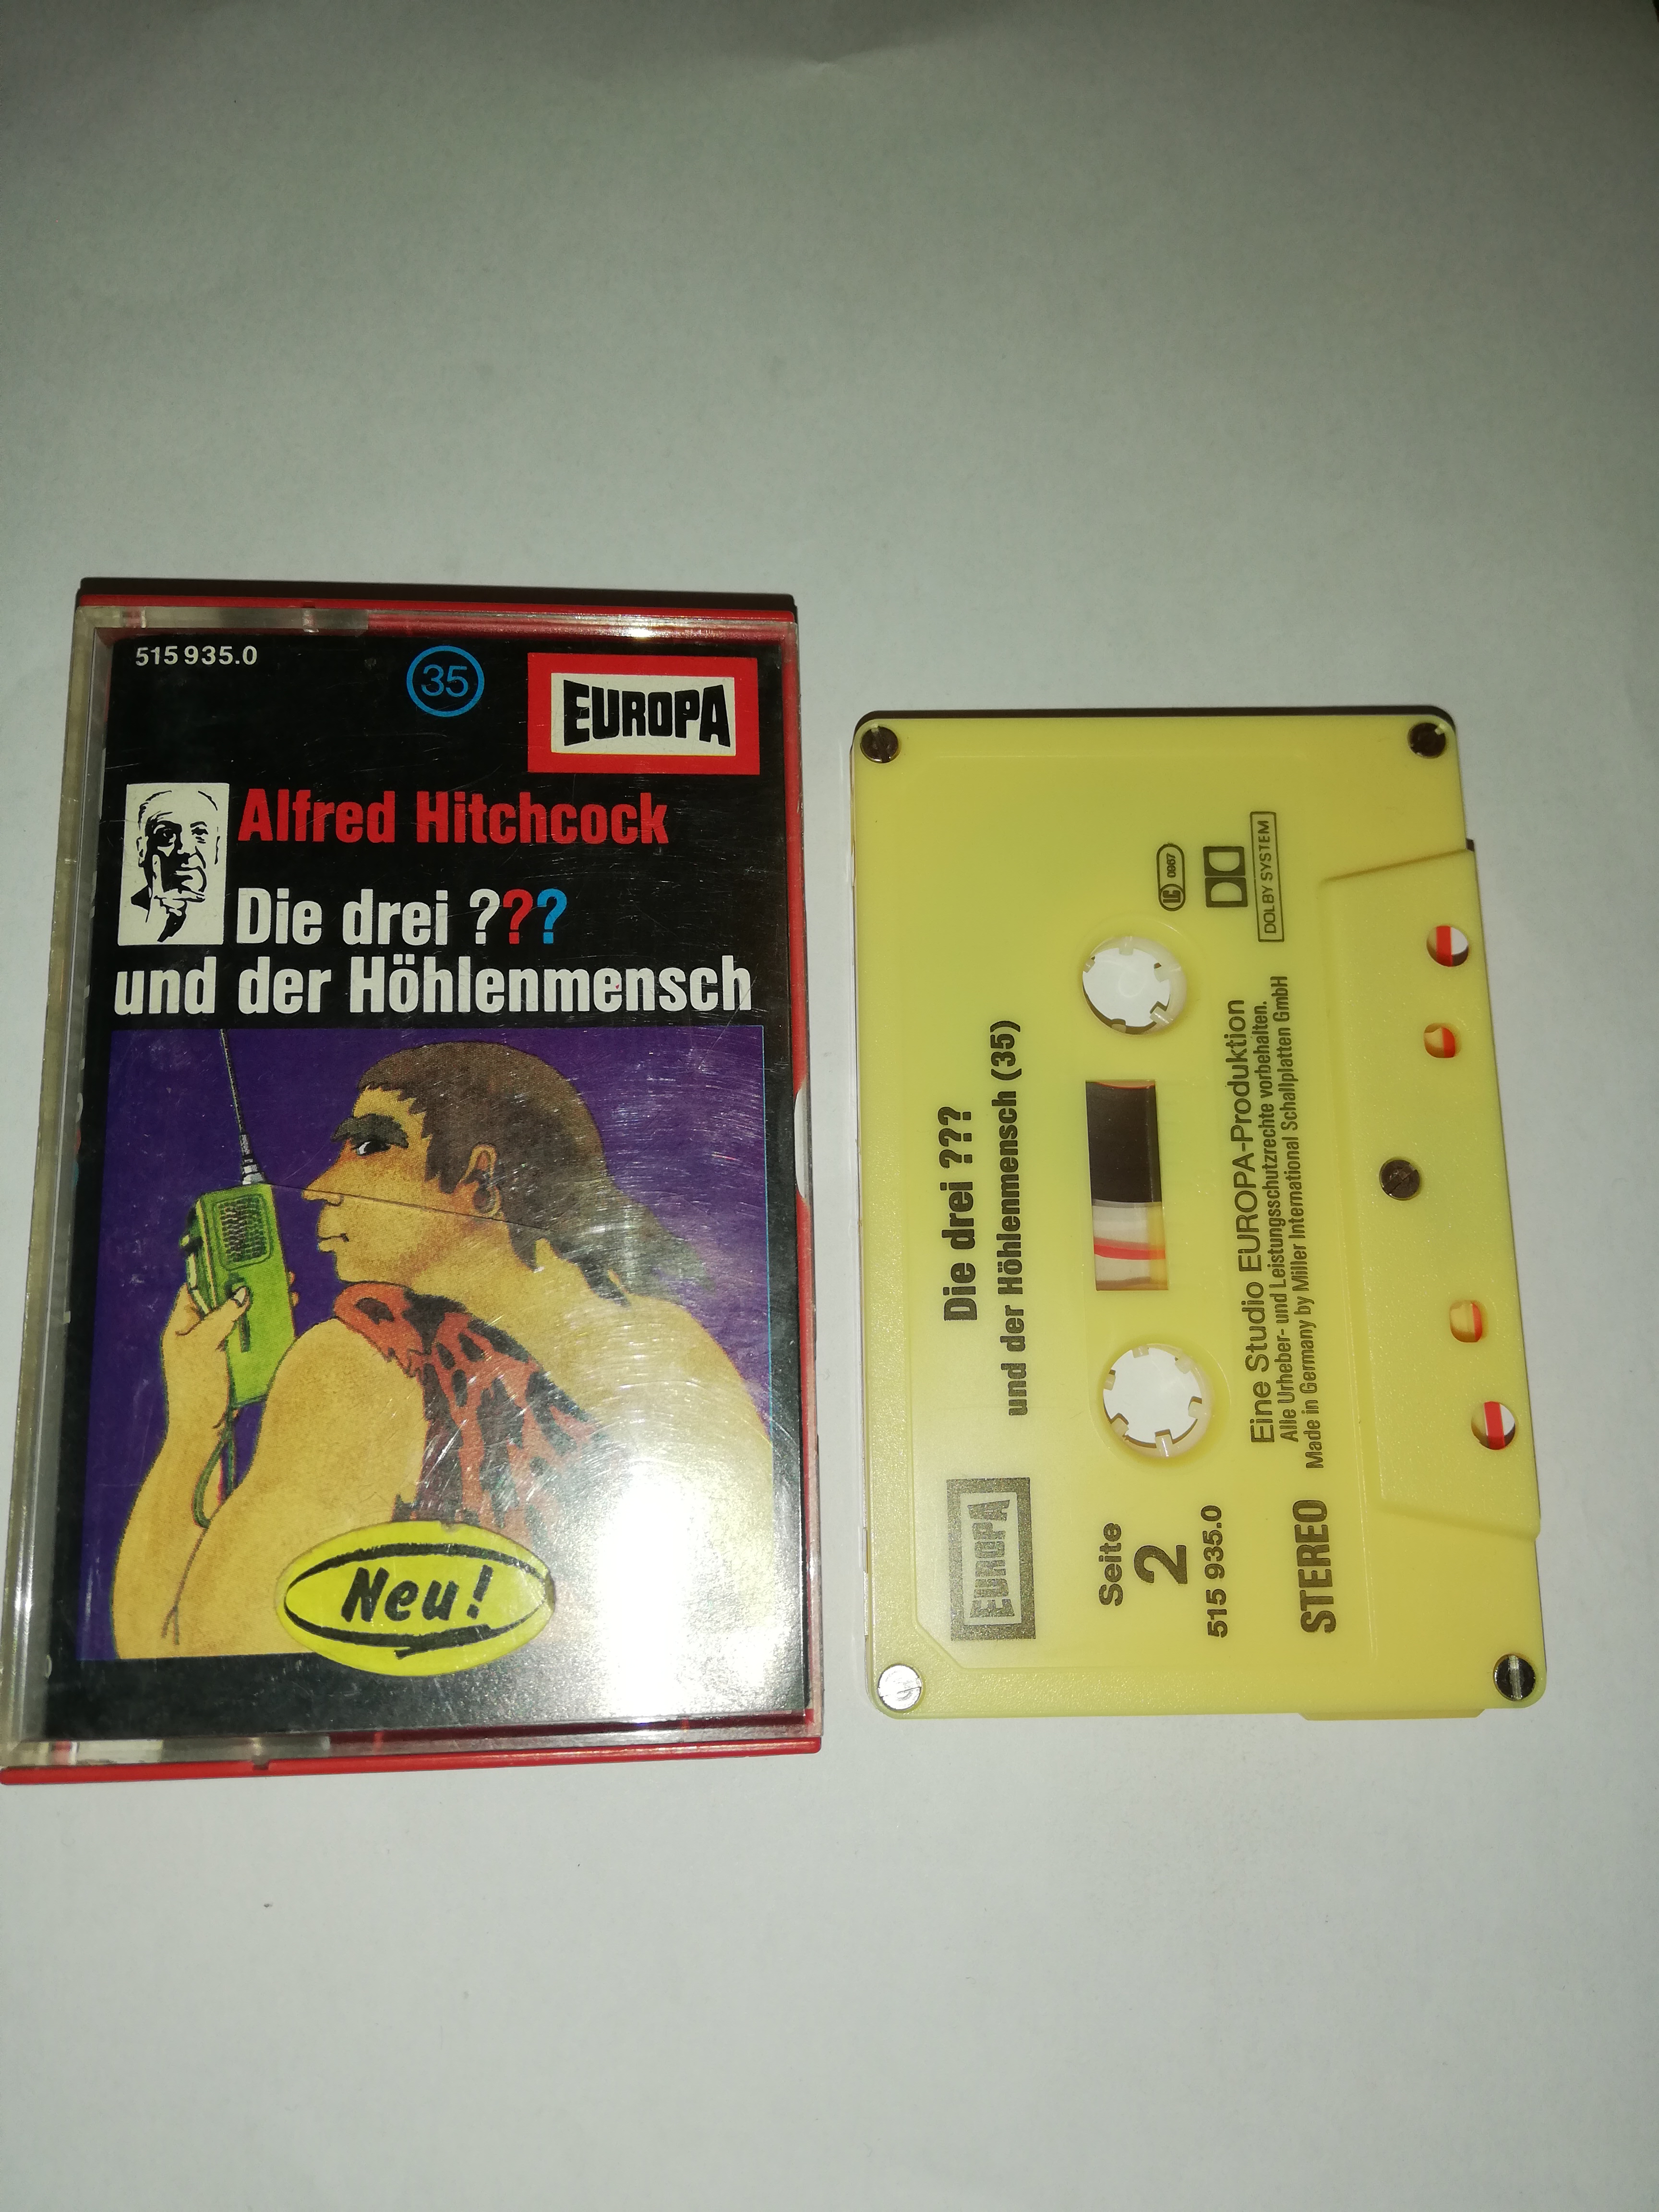 515 935.0
35
EUROPA
Alfred Hitchcock
Die drei ???
und der Höhlenmensch
Neu!
Die drei ???
und der Höhlenmensch (35)
EUROPA
Seite
2
515 935.0
LC 0967
DOLBY SYSTEM
Eine Studio EUROPA-Produktion
Alle Urheber- und Leistungsschutzrechte vorbehalten.
STEREO Made in Germany by Miller International Schallplatten GmbH